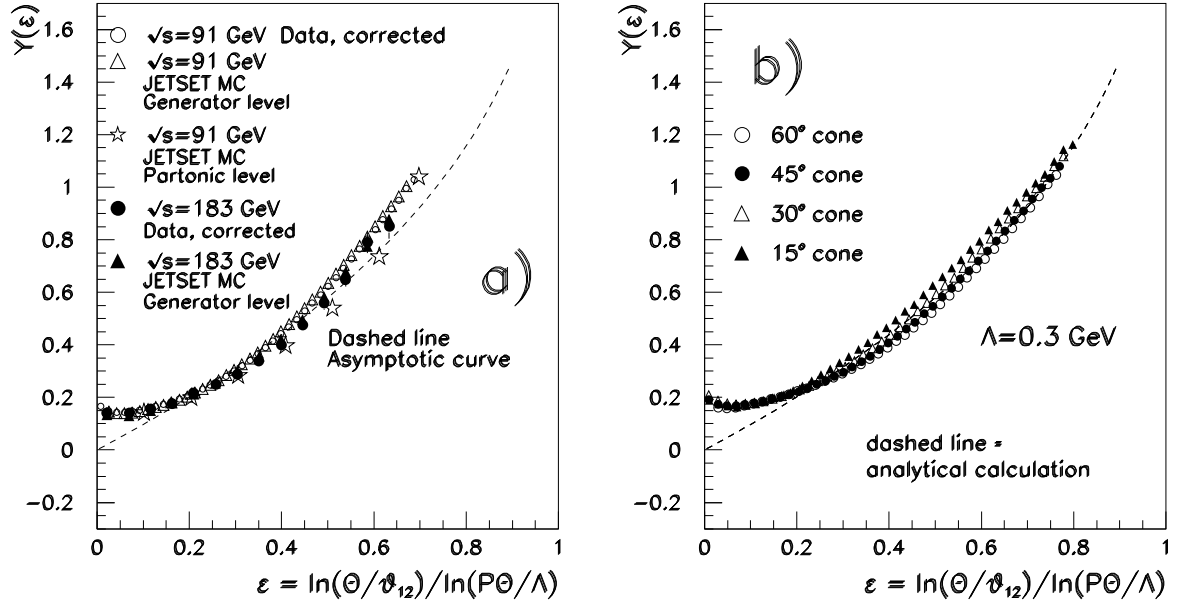 Y(ε)
1.6
1.4
1.2
1
0.8
0.6
0.4
0.2
0
−0.2
√s=91 GeV Data, corrected
√s=91 GeV
JETSET MC
Generator level
√s=91 GeV
JETSET MC
Partonic level
√s=183 GeV
Data, corrected
√s=183 GeV
JETSET MC
Generator level
a)
Dashed line
Asymptotic curve
0 0.2 0.4 0.6 0.8 1
ε = ln(Θ/ϑ₁₂)/ln(PΘ/Λ)
Y(ε)
1.6
1.4
1.2
1
0.8
0.6
0.4
0.2
0
−0.2
b)
60° cone
45° cone
30° cone
15° cone
Λ=0.3 GeV
dashed line =
analytical calculation
0 0.2 0.4 0.6 0.8 1
ε = ln(Θ/ϑ₁₂)/ln(PΘ/Λ)